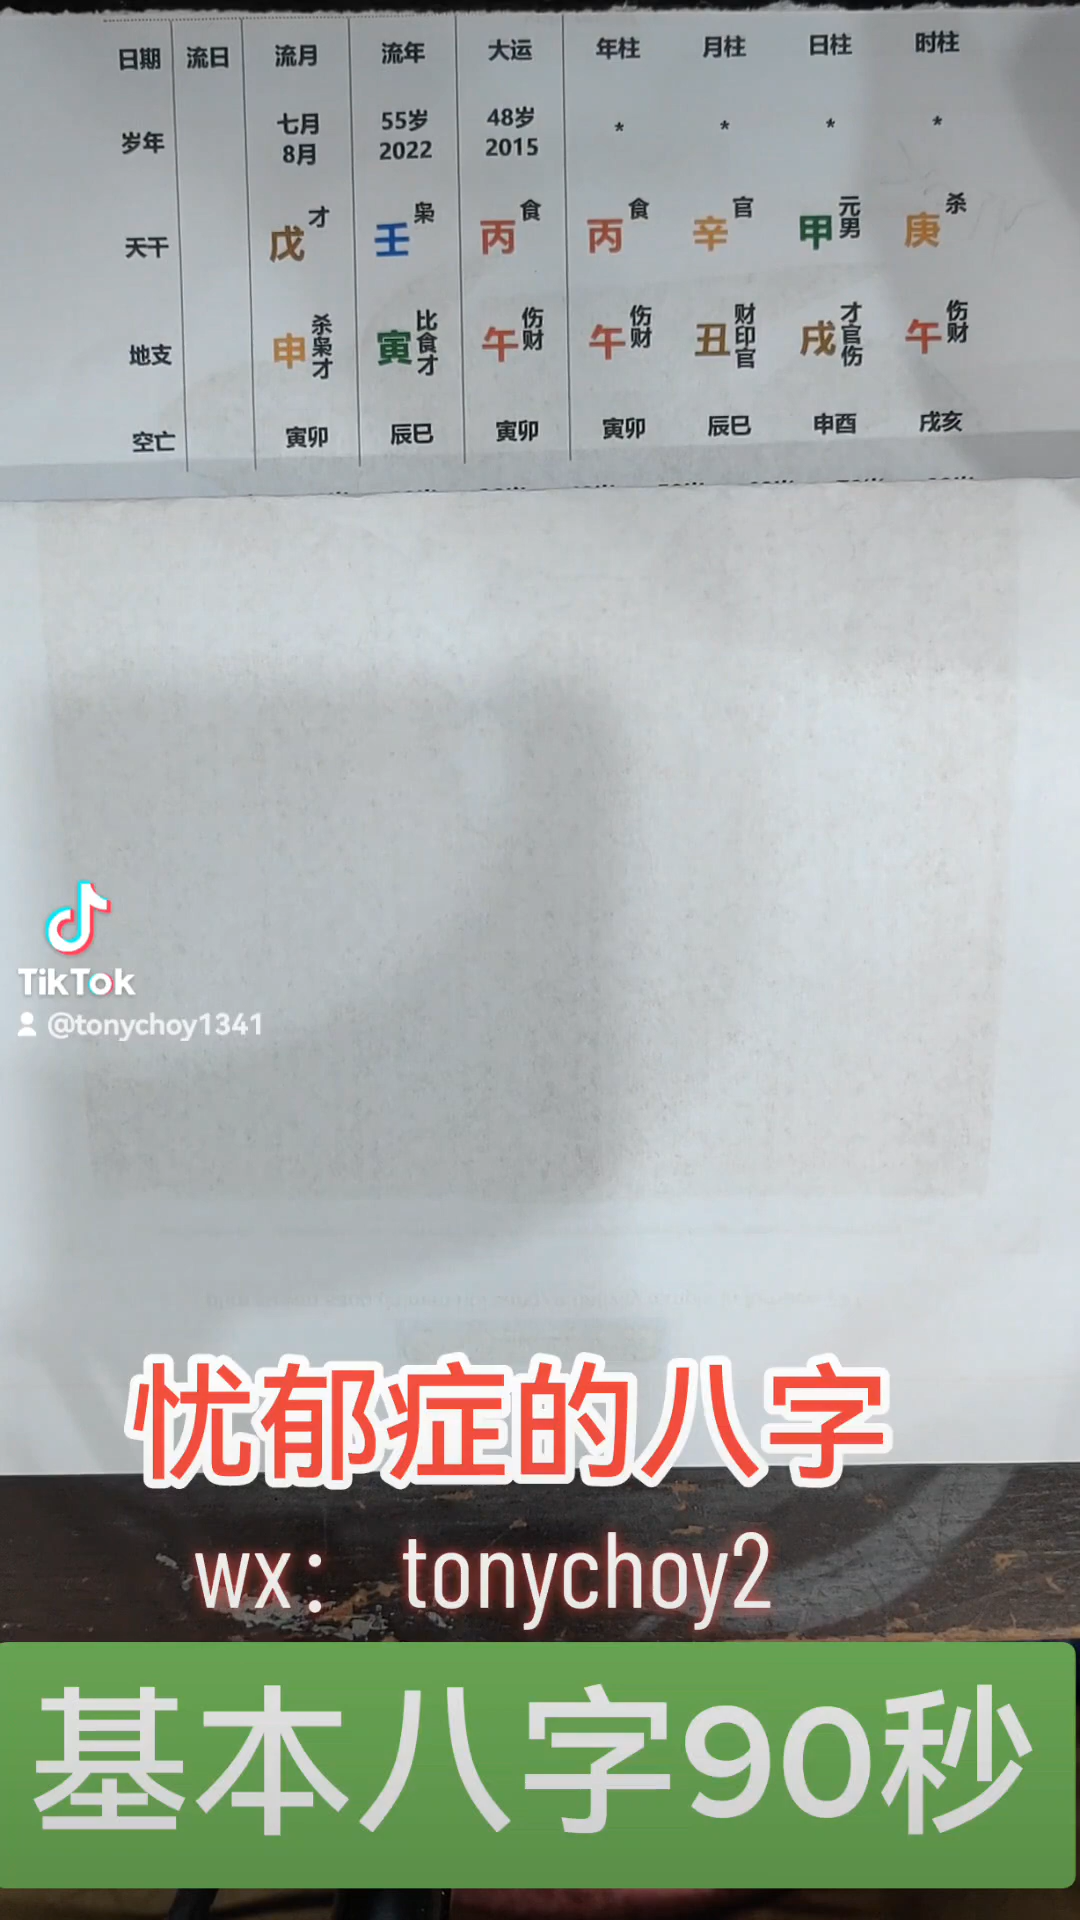 日期 流日 流月 流年 大运 年柱 月柱 日柱 时柱
岁年 七月 8月 55岁 2022 48岁 2015 * * * *
天干 戊 才 壬 枭 丙 食 丙 食 辛 官 甲 元男 庚 杀
地支 申 杀枭才 寅 比食才 午 伤财 午 伤财 丑 财印官 戌 才官伤 午 伤财
空亡 寅卯 辰巳 寅卯 寅卯 辰巳 申酉 戌亥
TikTok
@tonychoy1341
忧郁症的八字
wx： tonychoy2
基本八字90秒